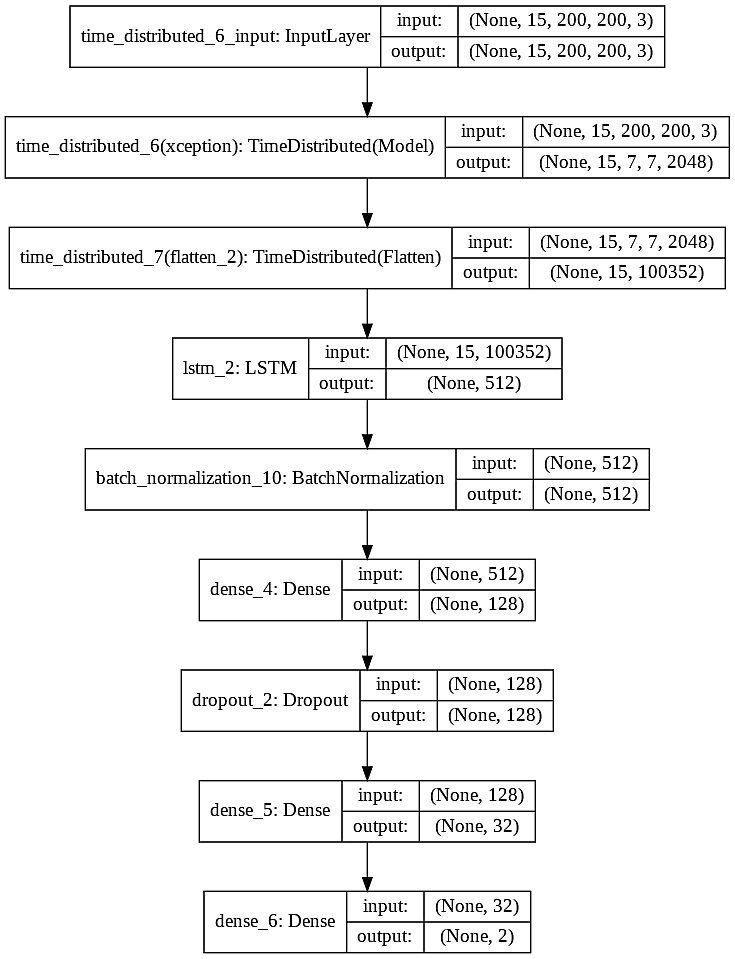 time_distributed_6_input: InputLayer
input: (None, 15, 200, 200, 3)
output: (None, 15, 200, 200, 3)
time_distributed_6(xception): TimeDistributed(Model)
input: (None, 15, 200, 200, 3)
output: (None, 15, 7, 7, 2048)
time_distributed_7(flatten_2): TimeDistributed(Flatten)
input: (None, 15, 7, 7, 2048)
output: (None, 15, 100352)
lstm_2: LSTM
input: (None, 15, 100352)
output: (None, 512)
batch_normalization_10: BatchNormalization
input: (None, 512)
output: (None, 512)
dense_4: Dense
input: (None, 512)
output: (None, 128)
dropout_2: Dropout
input: (None, 128)
output: (None, 128)
dense_5: Dense
input: (None, 128)
output: (None, 32)
dense_6: Dense
input: (None, 32)
output: (None, 2)